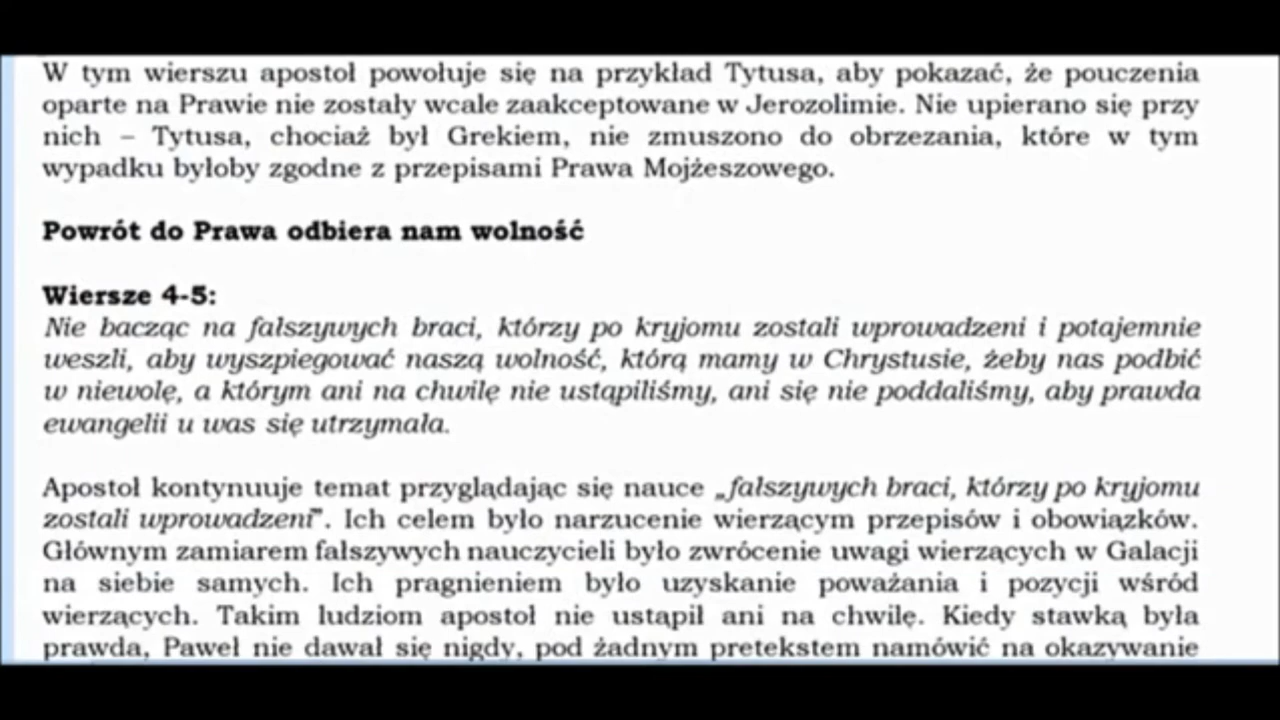 W tym wierszu apostoł powołuje się na przykład Tytusa, aby pokazać, że pouczenia
oparte na Prawie nie zostały wcale zaakceptowane w Jerozolimie. Nie upierano się przy
nich – Tytusa, chociaż był Grekiem, nie zmuszono do obrzezania, które w tym
wypadku byłoby zgodne z przepisami Prawa Mojżeszowego.
Powrót do Prawa odbiera nam wolność
Wiersze 4-5:
Nie bacząc na fałszywych braci, którzy po kryjomu zostali wprowadzeni i potajemnie
weszli, aby wyszpiegować naszą wolność, którą mamy w Chrystusie, żeby nas podbić
w niewolę, a którym ani na chwilę nie ustąpiliśmy, ani się nie poddaliśmy, aby prawda
ewangelii u was się utrzymała.
Apostoł kontynuuje temat przyglądając się nauce „fałszywych braci, którzy po kryjomu
zostali wprowadzeni”. Ich celem było narzucenie wierzącym przepisów i obowiązków.
Głównym zamiarem fałszywych nauczycieli było zwrócenie uwagi wierzących w Galacji
na siebie samych. Ich pragnieniem było uzyskanie poważania i pozycji wśród
wierzących. Takim ludziom apostoł nie ustąpił ani na chwilę. Kiedy stawką była
prawda, Paweł nie dawał się nigdy, pod żadnym pretekstem namówić na okazywanie